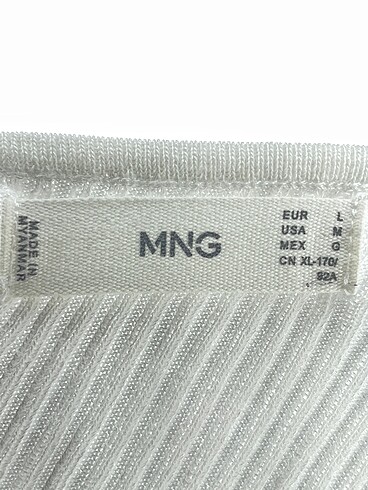 MADE IN
MYANMAR
MNG
EUR L
USA M
MEX G
CN XL-170/
92A